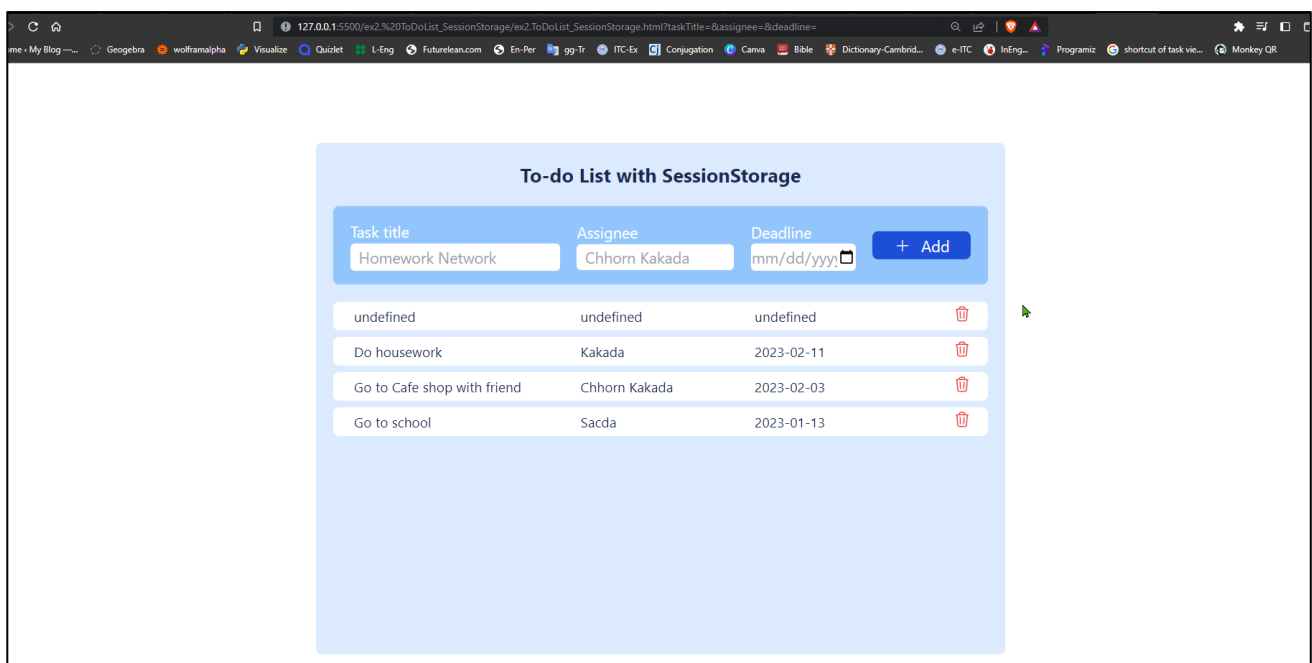 127.0.0.1:5500/ex2.%20ToDoList_SessionStorage/ex2.ToDoList_SessionStorage.html?taskTitle=&assignee=&deadline=
me ‹ My Blog —... Geogebra wolframalpha Visualize Quizlet L-Eng Futurelean.com En-Per gg-Tr ITC-Ex Conjugation Canva Bible Dictionary-Cambrid... e-ITC InEng... Programiz shortcut of task vie... Monkey QR
To-do List with SessionStorage
Task title Assignee Deadline
Homework Network Chhorn Kakada mm/dd/yyyy + Add
undefined undefined undefined
Do housework Kakada 2023-02-11
Go to Cafe shop with friend Chhorn Kakada 2023-02-03
Go to school Sacda 2023-01-13